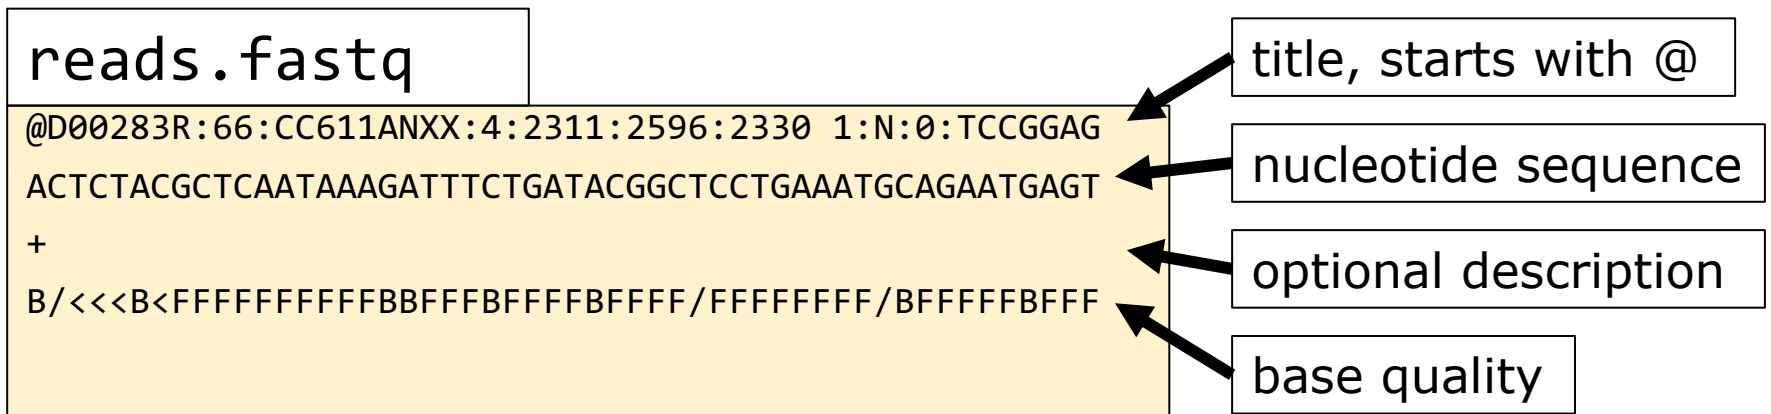 reads.fastq
@D00283R:66:CC611ANXX:4:2311:2596:2330 1:N:0:TCCGGAG
ACTCTACGCTCAATAAAGATTTCTGATACGGCTCCTGAAATGCAGAATGAGT
+
B/<<<B<FFFFFFFFFFFBBFFFBFFFFBFFFF/FFFFFFFF/BFFFFFBFFF
title, starts with @
nucleotide sequence
optional description
base quality